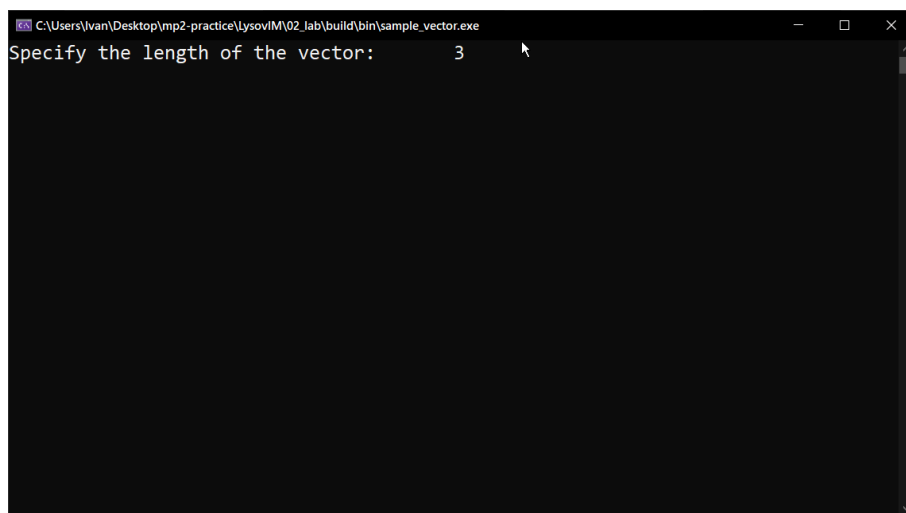 C:\Users\Ivan\Desktop\mp2-practice\LysovIM\02_lab\build\bin\sample_vector.exe
Specify the length of the vector: 3